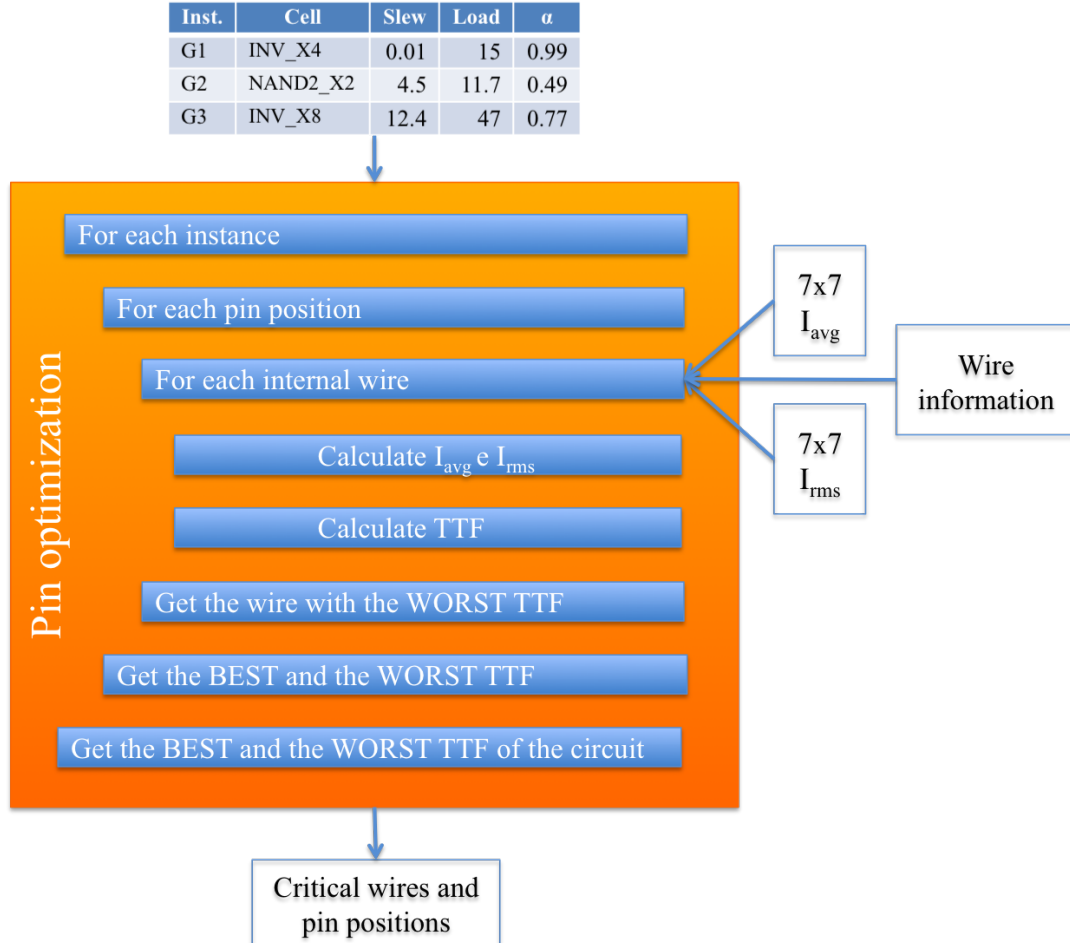 Inst. Cell Slew Load α
G1 INV_X4 0.01 15 0.99
G2 NAND2_X2 4.5 11.7 0.49
G3 INV_X8 12.4 47 0.77
Pin optimization
For each instance
For each pin position
For each internal wire
Calculate Iavg e Irms
Calculate TTF
Get the wire with the WORST TTF
Get the BEST and the WORST TTF
Get the BEST and the WORST TTF of the circuit
7x7
Iavg
Wire
information
7x7
Irms
Critical wires and
pin positions